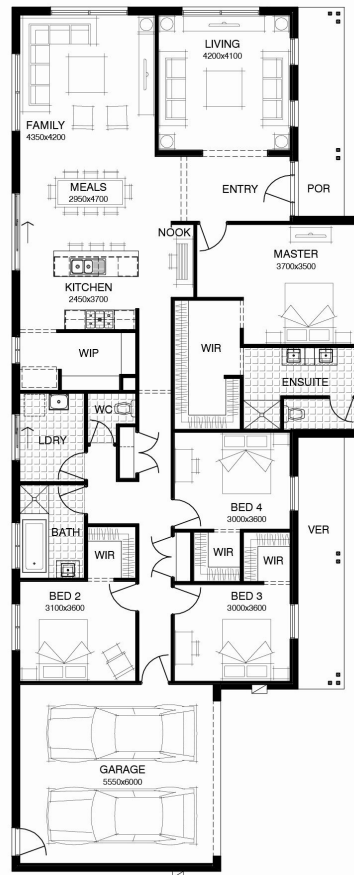 LIVING
4200x4100
FAMILY
4350x4200
MEALS
2950x4700
ENTRY
POR
NOOK
MASTER
3700x3500
KITCHEN
2450x3700
WIP
WIR
ENSUITE
WC
LDRY
BED 4
3000x3600
VER
BATH
WIR
WIR
WIR
BED 2
3100x3600
BED 3
3000x3600
GARAGE
5550x6000